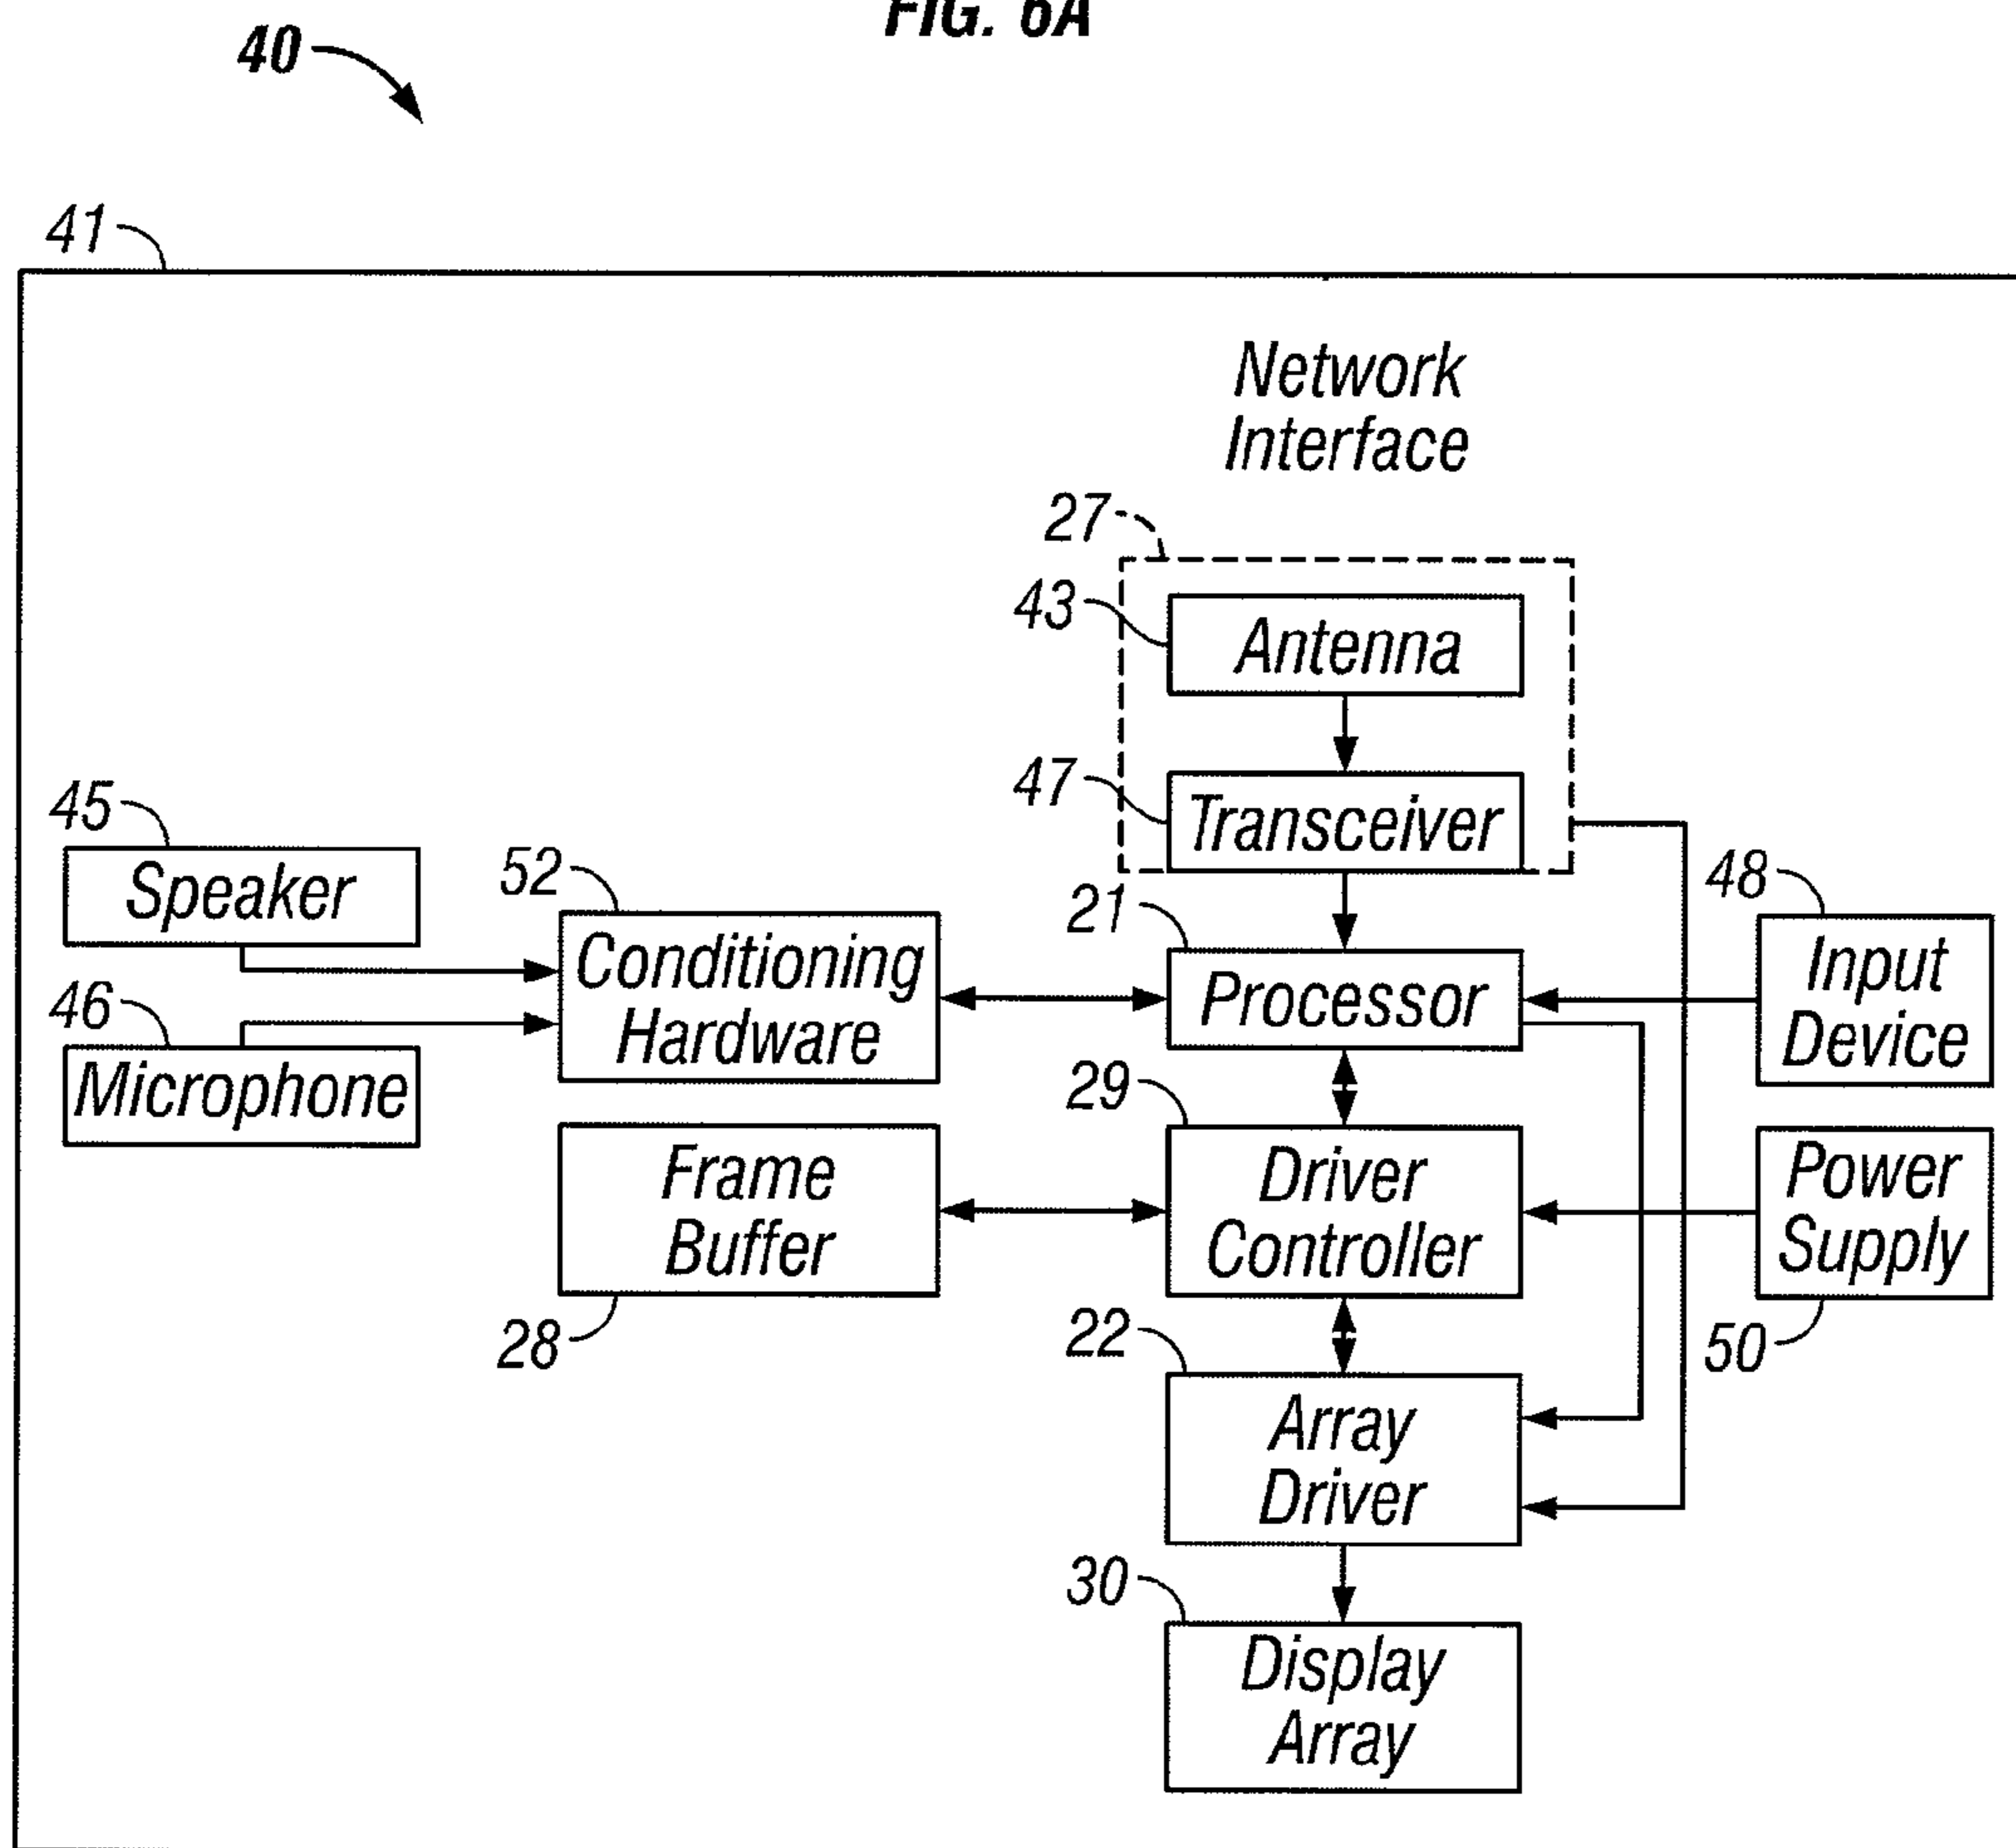 FIG. 6A
40
41
Network
Interface
27
43
Antenna
47
Transceiver
45
Speaker
52
Conditioning
Hardware
21
Processor
48
Input
Device
46
Microphone
29
Driver
Controller
Frame
Buffer
28
Power
Supply
50
22
Array
Driver
30
Display
Array